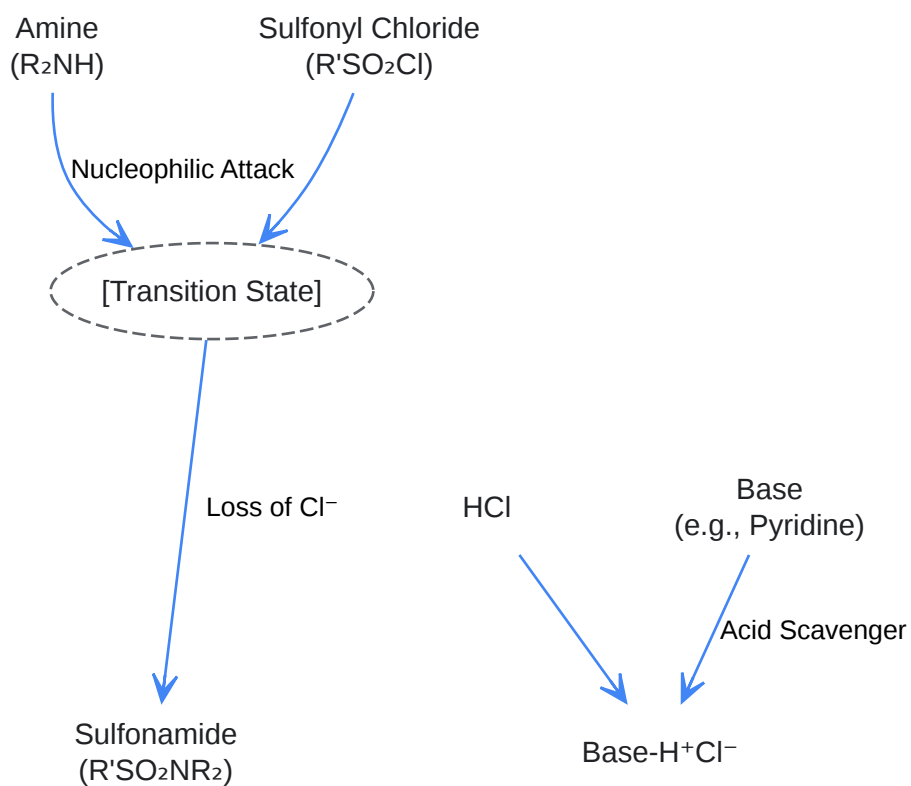 Amine
(R₂NH)
Sulfonyl Chloride
(R'SO₂Cl)
Nucleophilic Attack
[Transition State]
Loss of Cl⁻
HCl
Base
(e.g., Pyridine)
Acid Scavenger
Sulfonamide
(R'SO₂NR₂)
Base-H⁺Cl⁻